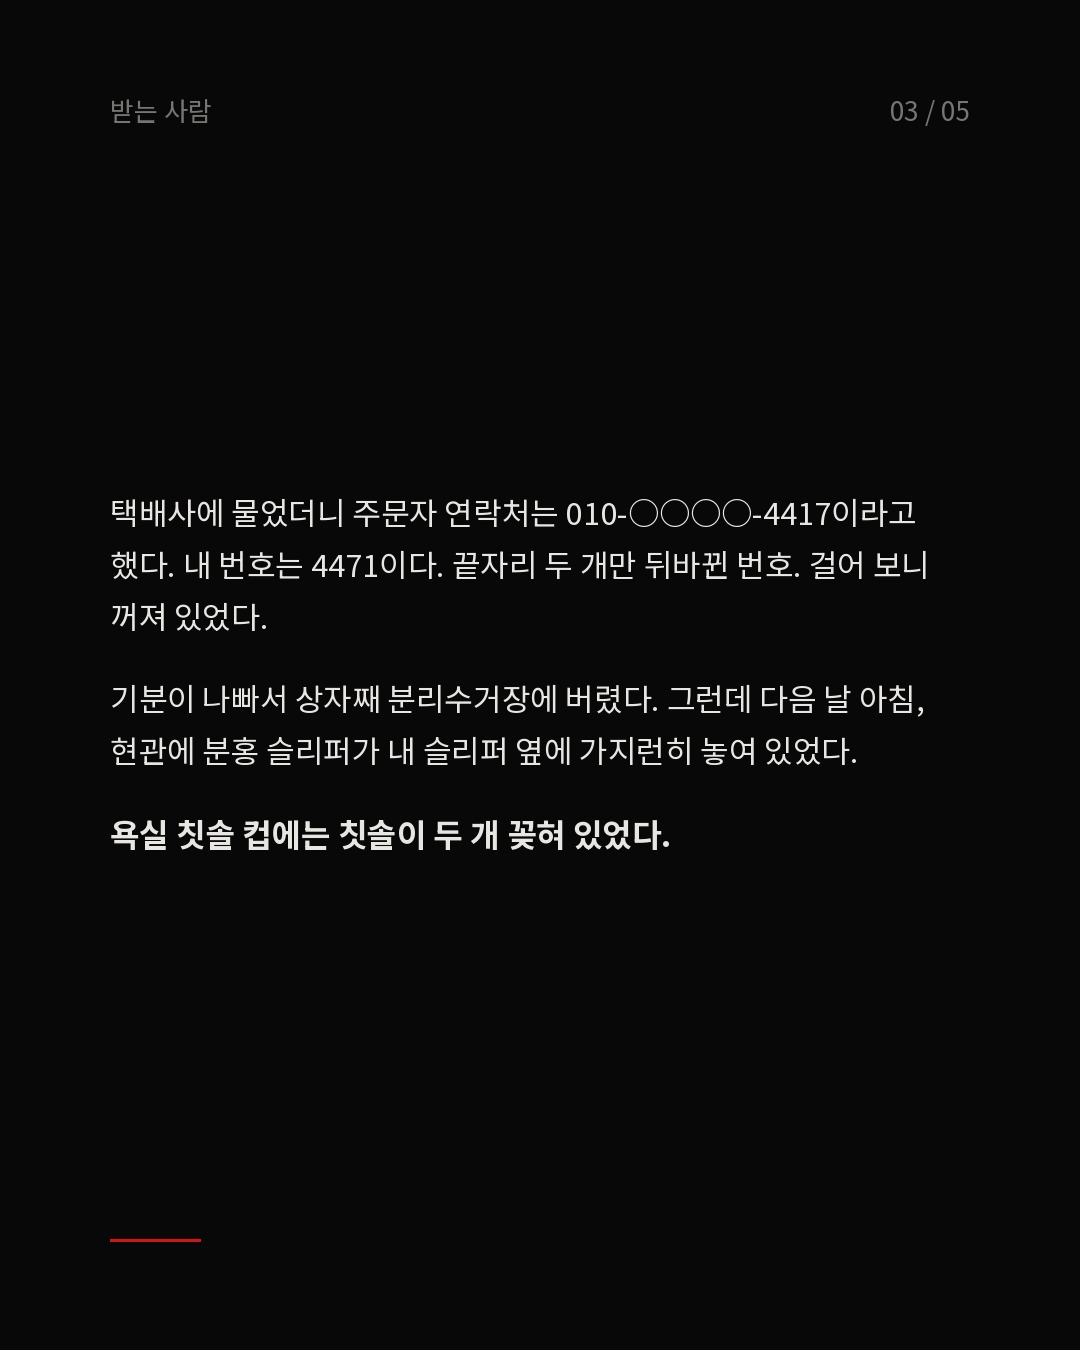 받는 사람
03 / 05
택배사에 물었더니 주문자 연락처는 010-○○○○-4417이라고
했다. 내 번호는 4471이다. 끝자리 두 개만 뒤바뀐 번호. 걸어 보니
꺼져 있었다.
기분이 나빠서 상자째 분리수거장에 버렸다. 그런데 다음 날 아침,
현관에 분홍 슬리퍼가 내 슬리퍼 옆에 가지런히 놓여 있었다.
욕실 칫솔 컵에는 칫솔이 두 개 꽂혀 있었다.